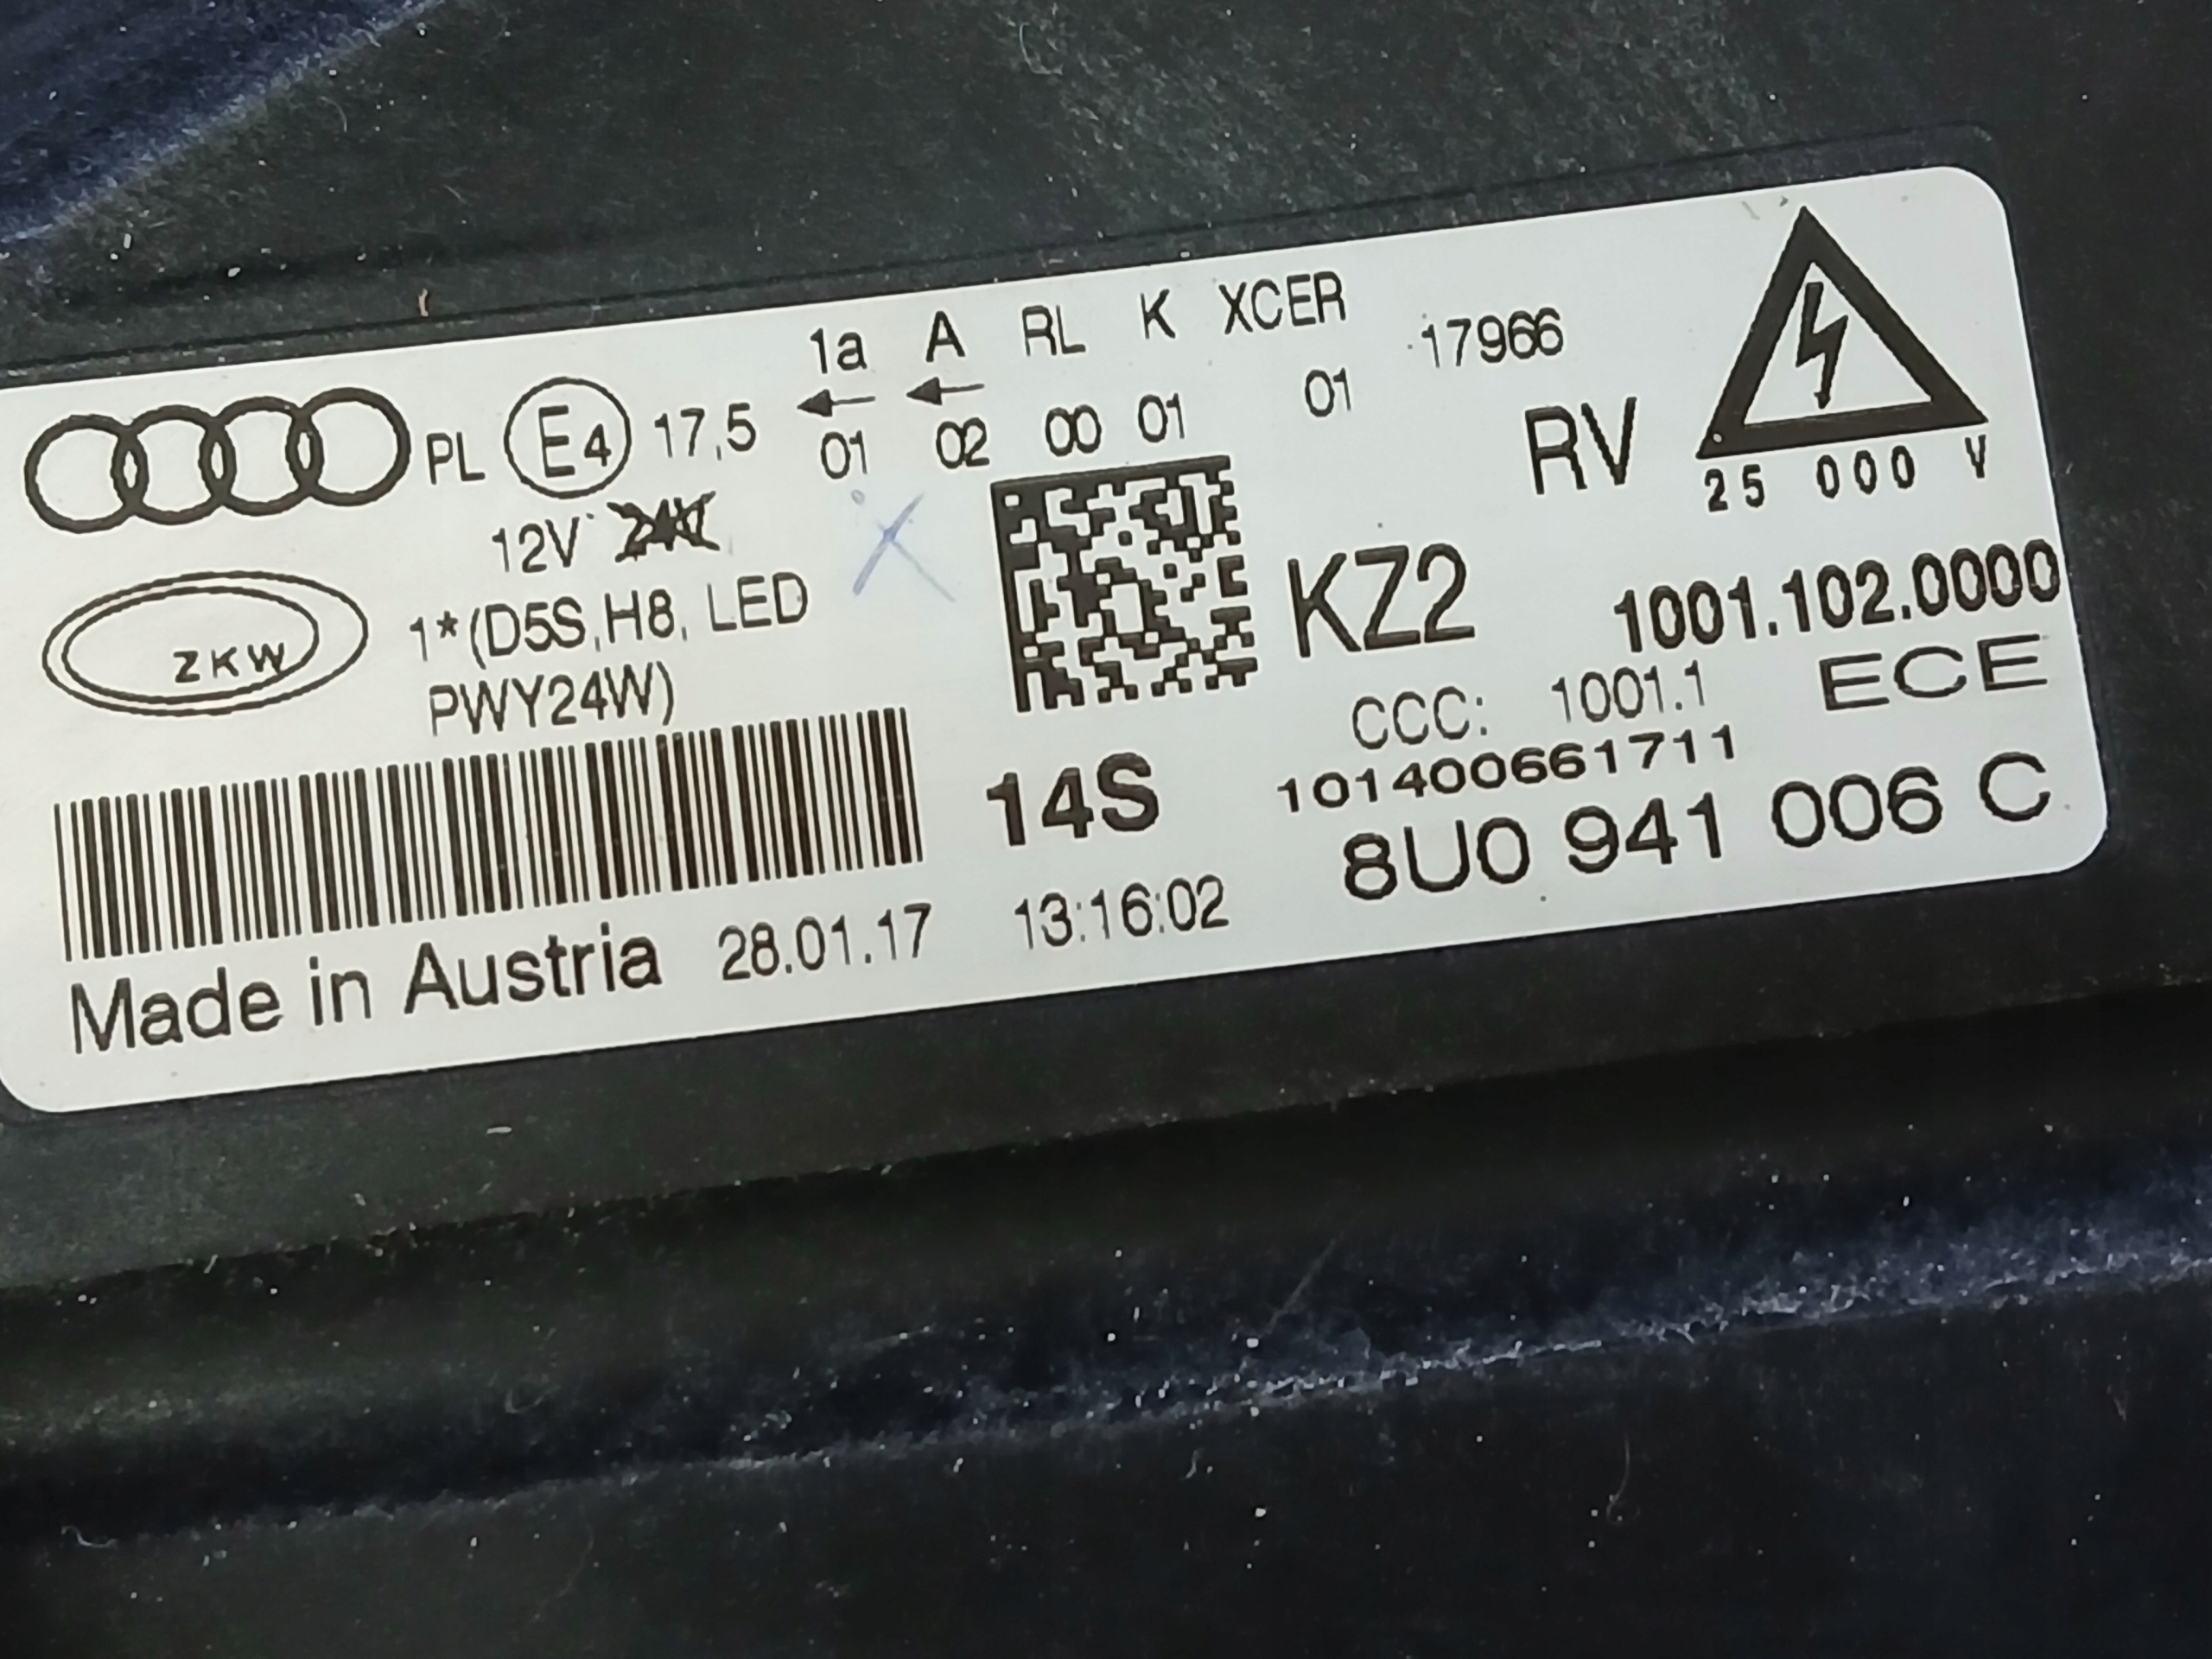 1a A RL K XCER 17966
PL E4 17,5 ← ← 01 02 00 01 01
12V RV 25 000 V
ZKW 1*(D5S,H8, LED
PWY24W)
KZ2 1001.102.0000
CCC: 1001.1 ECE
14S 101400661711
8U0 941 006 C
Made in Austria 28.01.17 13:16:02